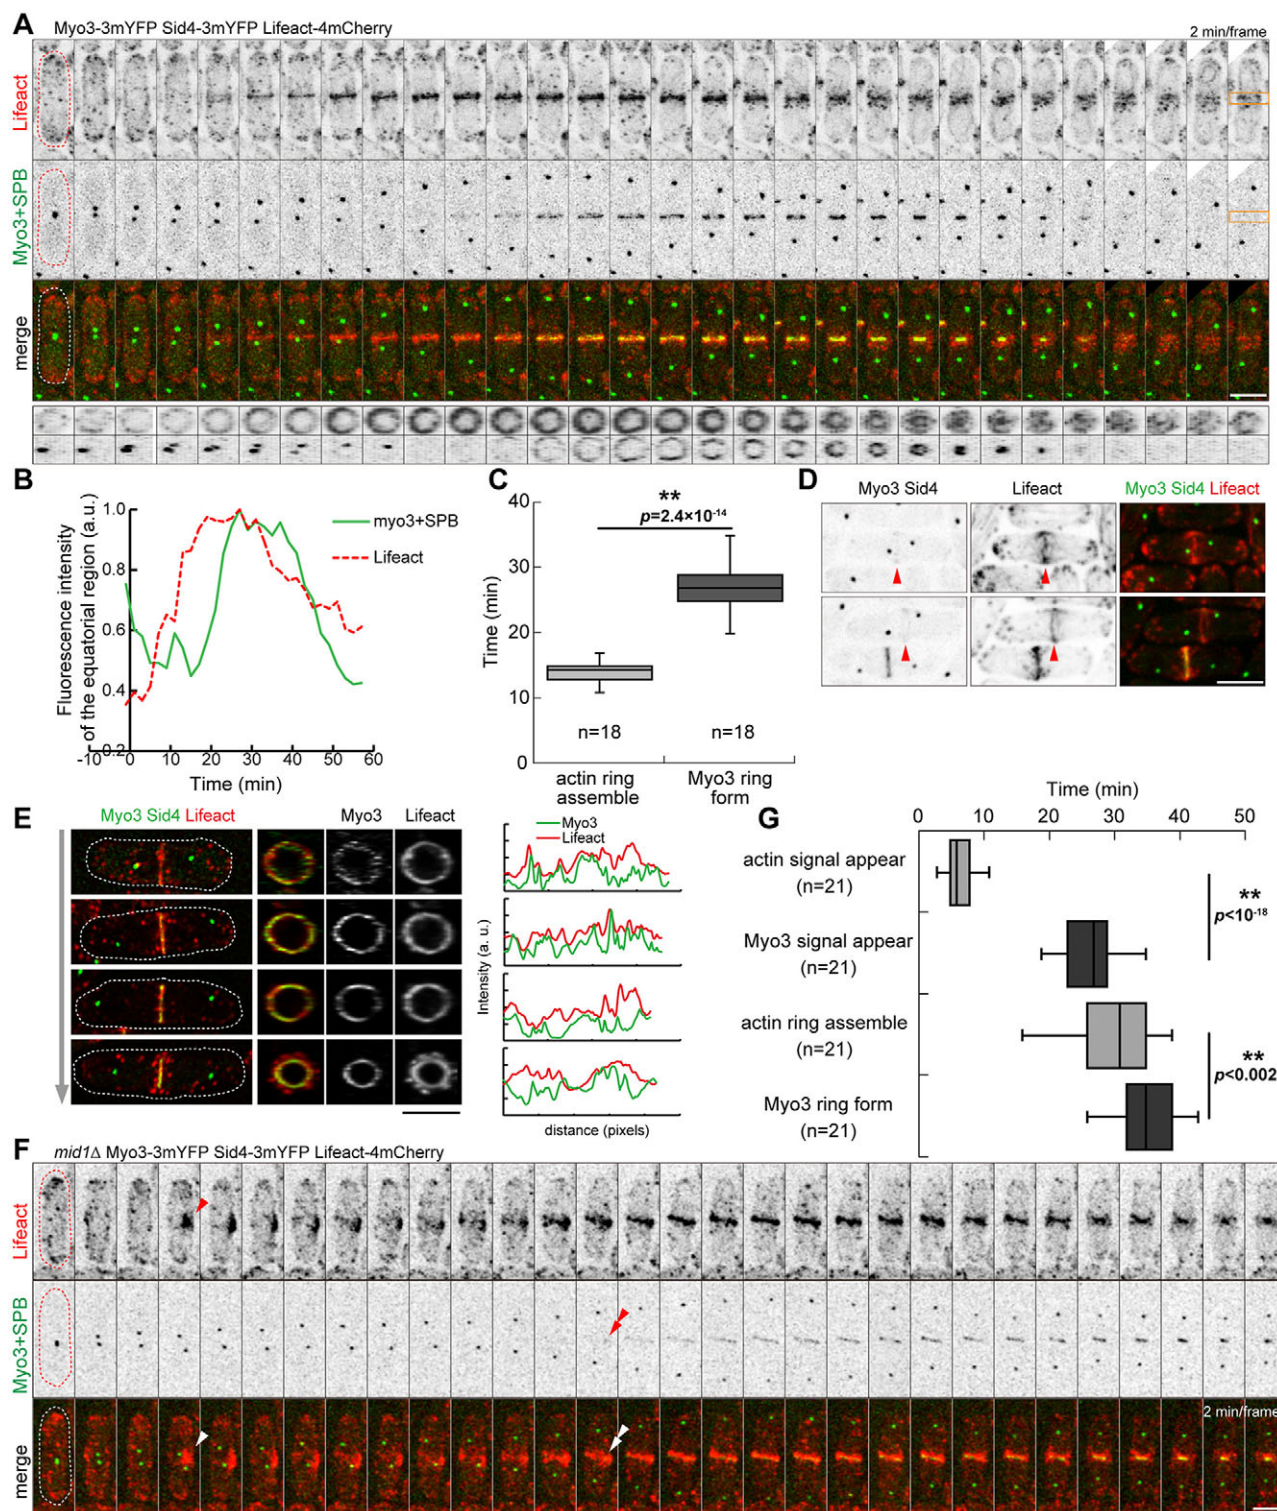 A
Myo3-3mYFP Sid4-3mYFP Lifeact-4mCherry
2 min/frame
Lifeact
Myo3+SPB
merge
B
Fluorescence intensity
of the equatorial region (a.u.)
1.0
0.8
0.6
0.4
0.2
-10 0 10 20 30 40 50 60
Time (min)
myo3+SPB
Lifeact
C
Time (min)
40
30
20
10
0
**
p=2.4×10-14
n=18
n=18
actin ring
assemble
Myo3 ring
form
D
Myo3 Sid4
Lifeact
Myo3 Sid4 Lifeact
E
Myo3 Sid4 Lifeact
Myo3
Lifeact
Myo3
Lifeact
Intensity (a. u.)
distance (pixels)
G
Time (min)
0 10 20 30 40 50
actin signal appear
(n=21)
Myo3 signal appear
(n=21)
actin ring assemble
(n=21)
Myo3 ring form
(n=21)
**
p<10-18
**
p<0.002
F
mid1Δ Myo3-3mYFP Sid4-3mYFP Lifeact-4mCherry
Lifeact
Myo3+SPB
merge
2 min/frame